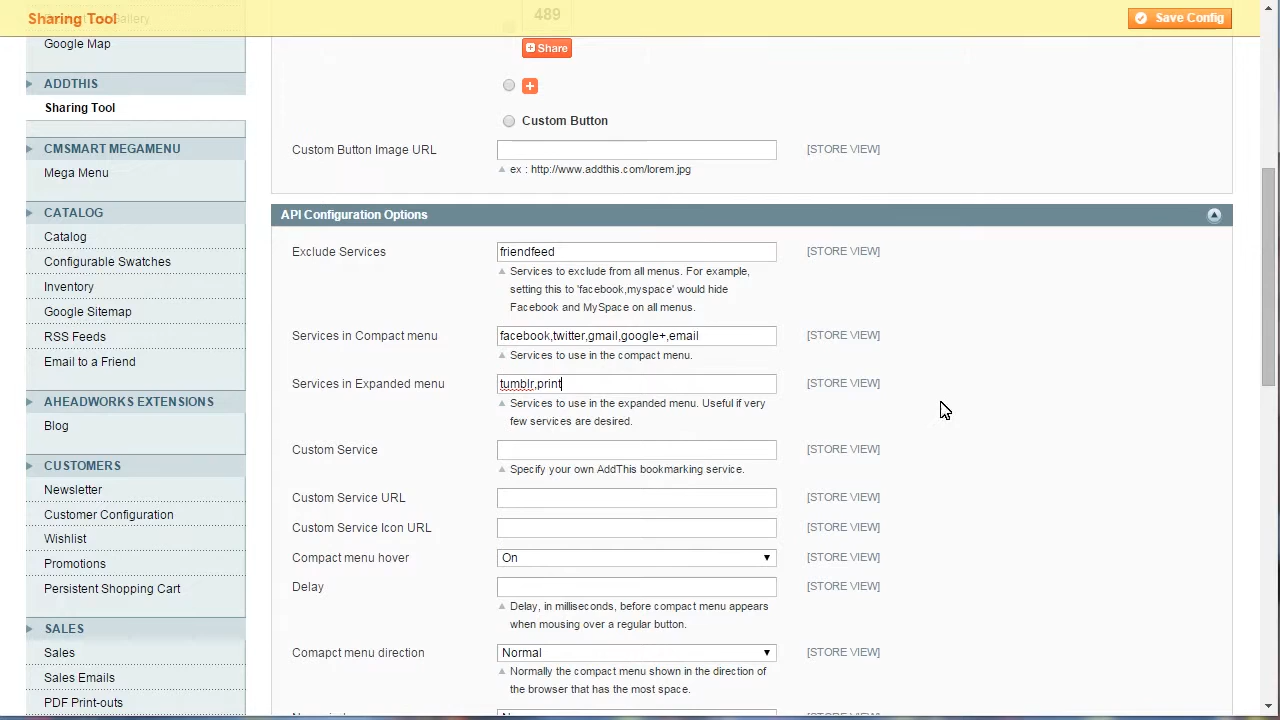 Sharing Tool
Gallery
Save Config
Google Map
489
Share
ADDTHIS
Sharing Tool
Custom Button
CMSMART MEGAMENU
Mega Menu
Custom Button Image URL
[STORE VIEW]
ex : http://www.addthis.com/lorem.jpg
CATALOG
Catalog
Configurable Swatches
Inventory
Google Sitemap
RSS Feeds
Email to a Friend
API Configuration Options
Exclude Services
friendfeed
[STORE VIEW]
Services to exclude from all menus. For example,
setting this to 'facebook,myspace' would hide
Facebook and MySpace on all menus.
Services in Compact menu
facebook,twitter,gmail,google+,email
[STORE VIEW]
Services to use in the compact menu.
Services in Expanded menu
tumblr,print
[STORE VIEW]
Services to use in the expanded menu. Useful if very
few services are desired.
AHEADWORKS EXTENSIONS
Blog
Custom Service
[STORE VIEW]
Specify your own AddThis bookmarking service.
CUSTOMERS
Newsletter
Customer Configuration
Wishlist
Promotions
Persistent Shopping Cart
Custom Service URL
[STORE VIEW]
Custom Service Icon URL
[STORE VIEW]
Compact menu hover
On
[STORE VIEW]
Delay
[STORE VIEW]
Delay, in milliseconds, before compact menu appears
when mousing over a regular button.
SALES
Sales
Sales Emails
PDF Print-outs
Comapct menu direction
Normal
[STORE VIEW]
Normally the compact menu shown in the direction of
the browser that has the most space.